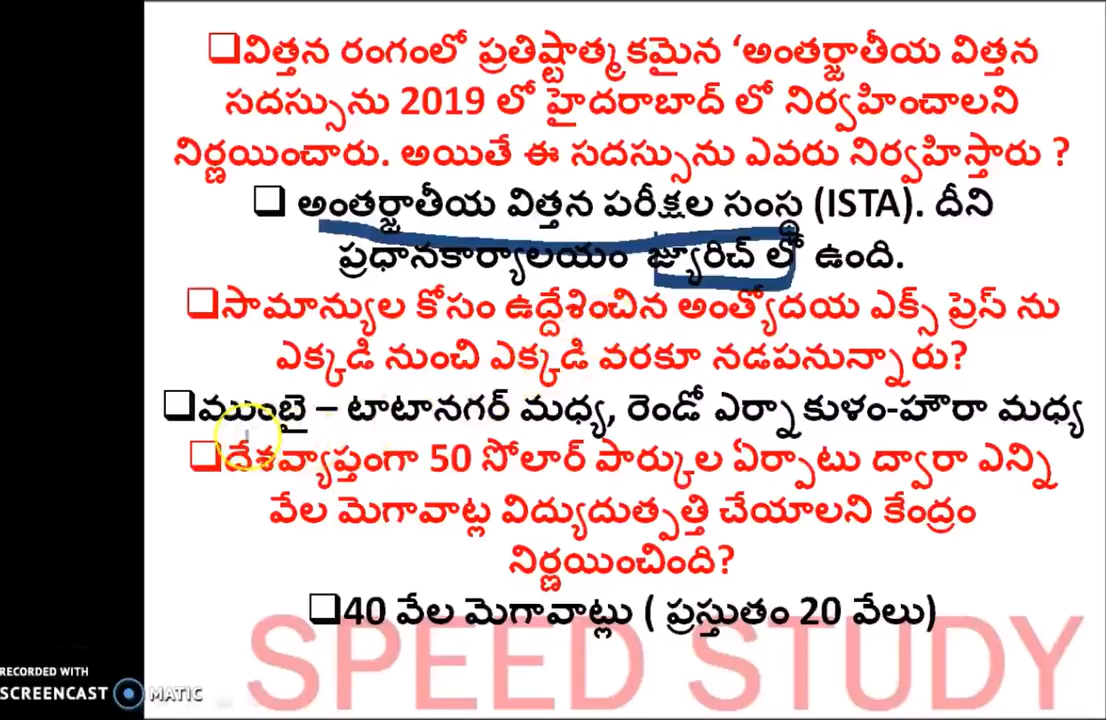 ❑విత్తన రంగంలో ప్రతిష్టాత్మకమైన ‘అంతర్జాతీయ విత్తన
సదస్సును 2019 లో హైదరాబాద్ లో నిర్వహించాలని
నిర్ణయించారు. అయితే ఈ సదస్సును ఎవరు నిర్వహిస్తారు ?
❑ అంతర్జాతీయ విత్తన పరీక్షల సంస్థ (ISTA). దీని
ప్రధానకార్యాలయం జ్యూరిచ్ లో ఉంది.
❑సామాన్యుల కోసం ఉద్దేశించిన అంత్యోదయ ఎక్స్ ప్రెస్ ను
ఎక్కడి నుంచి ఎక్కడి వరకూ నడపనున్నారు?
❑ముంబై – టాటానగర్ మధ్య, రెండో ఎర్నాకుళం-హౌరా మధ్య
❑దేశవ్యాప్తంగా 50 సోలార్ పార్కుల ఏర్పాటు ద్వారా ఎన్ని
వేల మెగావాట్ల విద్యుదుత్పత్తి చేయాలని కేంద్రం
నిర్ణయించింది?
❑40 వేల మెగావాట్లు ( ప్రస్తుతం 20 వేలు)
SPEED STUDY
RECORDED WITH
SCREENCAST MATIC